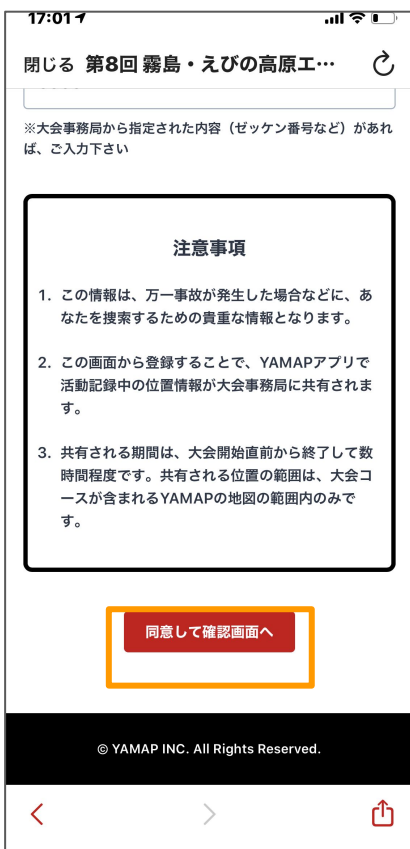 17:01
閉じる 第8回 霧島・えびの高原エ…
※大会事務局から指定された内容（ゼッケン番号など）があれ
ば、ご入力下さい
注意事項
1. この情報は、万一事故が発生した場合などに、あ
なたを捜索するための貴重な情報となります。
2. この画面から登録することで、YAMAPアプリで
活動記録中の位置情報が大会事務局に共有されま
す。
3. 共有される期間は、大会開始直前から終了して数
時間程度です。共有される位置の範囲は、大会コ
ースが含まれるYAMAPの地図の範囲内のみで
す。
同意して確認画面へ
© YAMAP INC. All Rights Reserved.